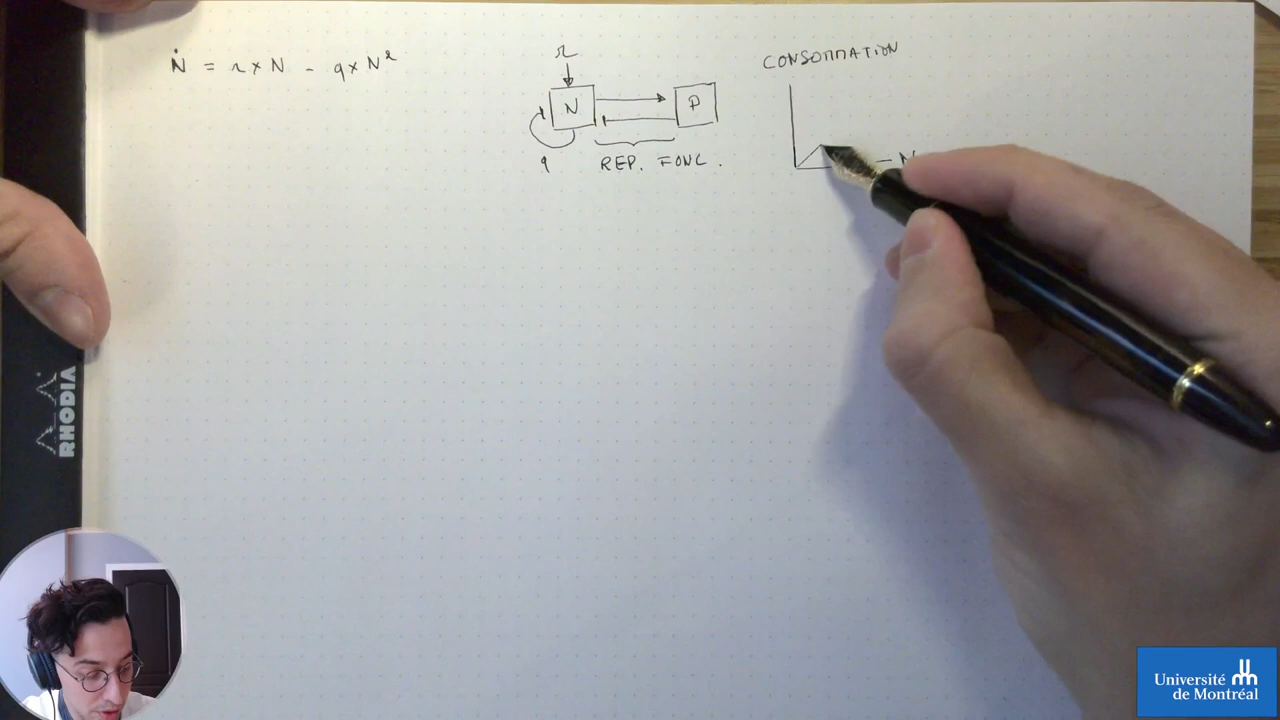 Ṅ = r × N - q × N²
r
N
P
q
REP. FONC.
CONSOMMATION
N
RHODIA
Université
de Montréal